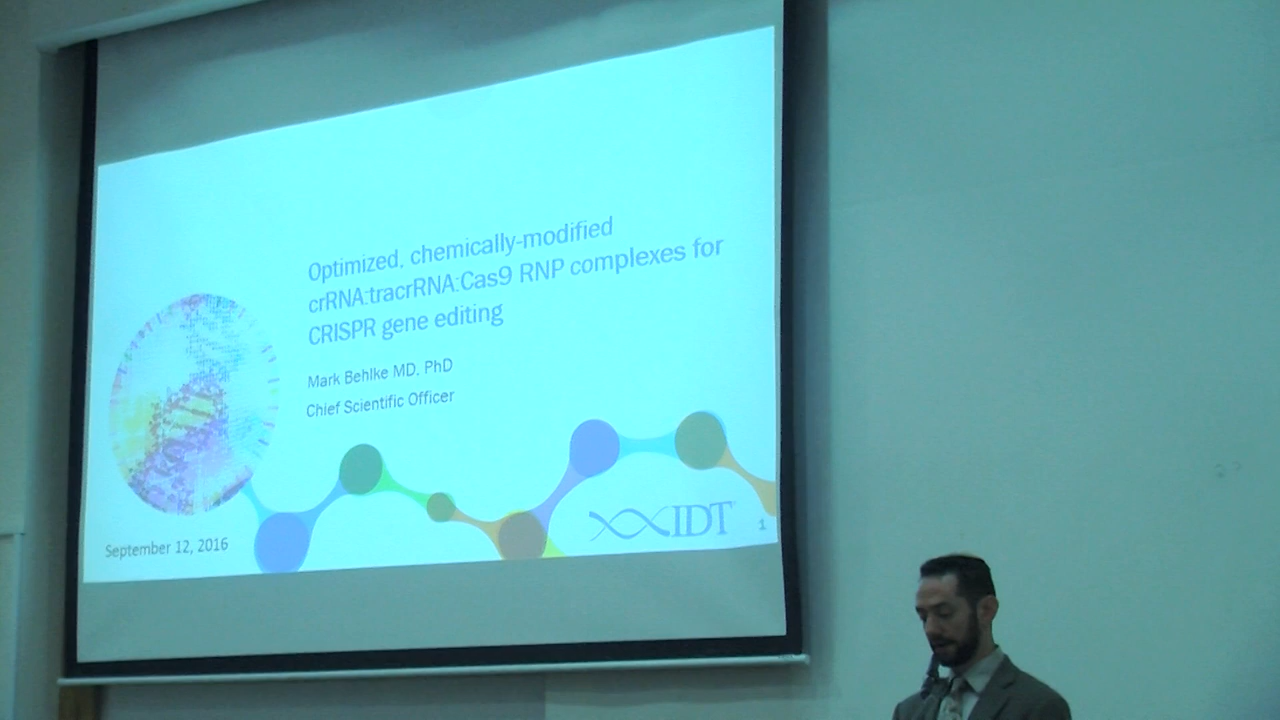 Optimized, chemically-modified
crRNA:tracrRNA:Cas9 RNP complexes for
CRISPR gene editing
Mark Behlke MD, PhD
Chief Scientific Officer
IDT
1
September 12, 2016